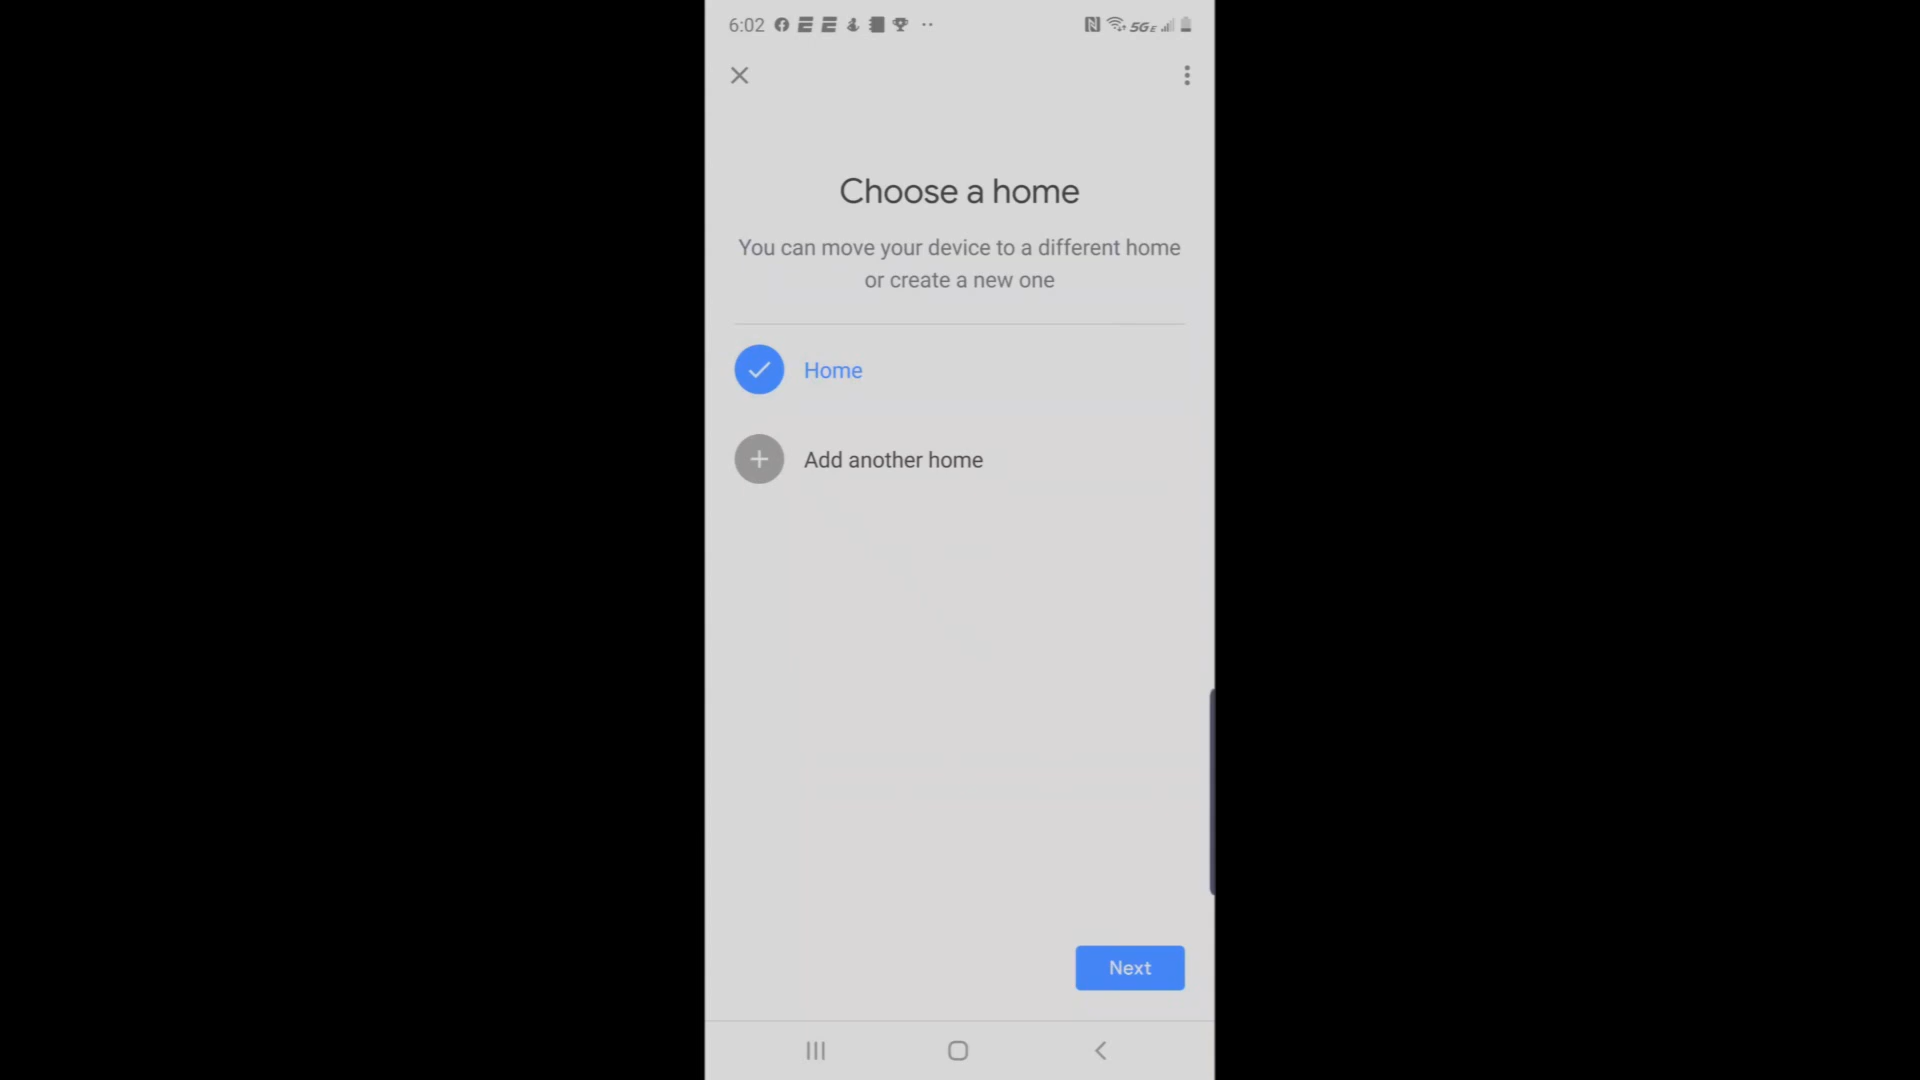 6:02
5GE
Choose a home
You can move your device to a different home
or create a new one
Home
Add another home
Next